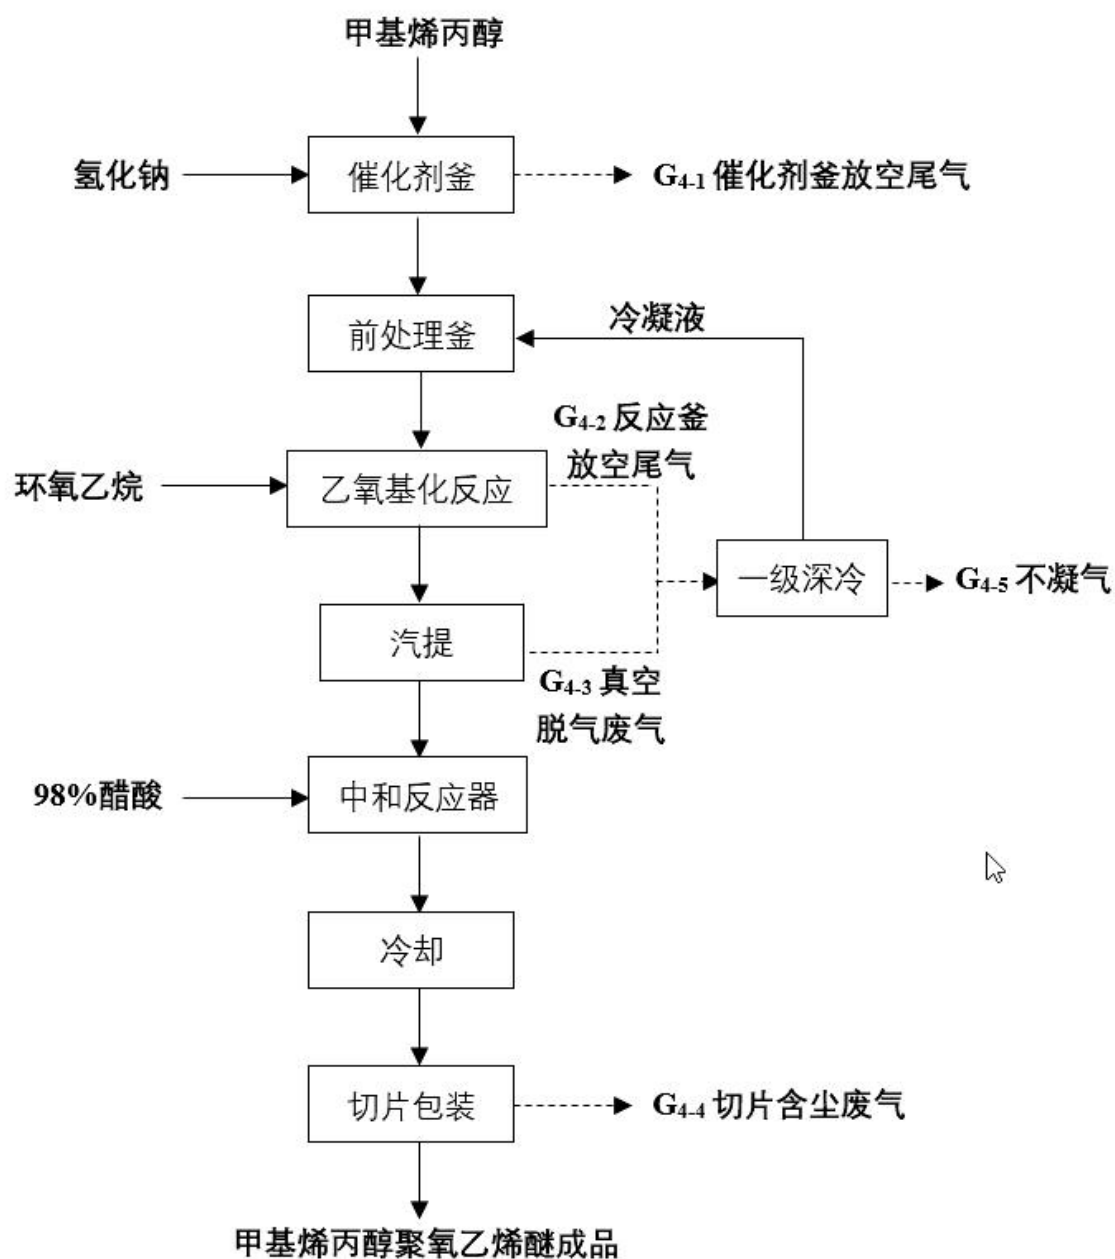 甲基烯丙醇
氢化钠
催化剂釜
G4-1 催化剂釜放空尾气
前处理釜
冷凝液
G4-2 反应釜
放空尾气
环氧乙烷
乙氧基化反应
一级深冷
G4-5 不凝气
汽提
G4-3 真空
脱气废气
98%醋酸
中和反应器
冷却
切片包装
G4-4 切片含尘废气
甲基烯丙醇聚氧乙烯醚成品